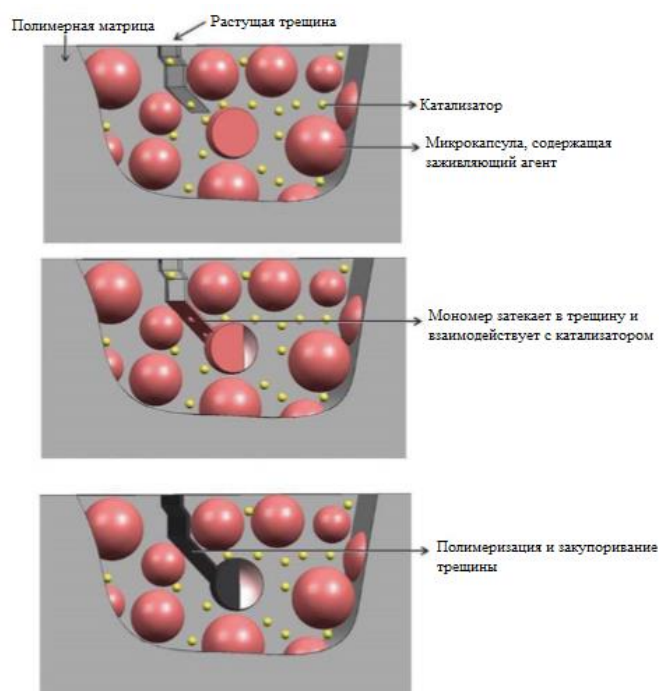 Полимерная матрица
Растущая трещина
Катализатор
Микрокапсула, содержащая
заживляющий агент
Мономер затекает в трещину и
взаимодействует с катализатором
Полимеризация и закупоривание
трещины